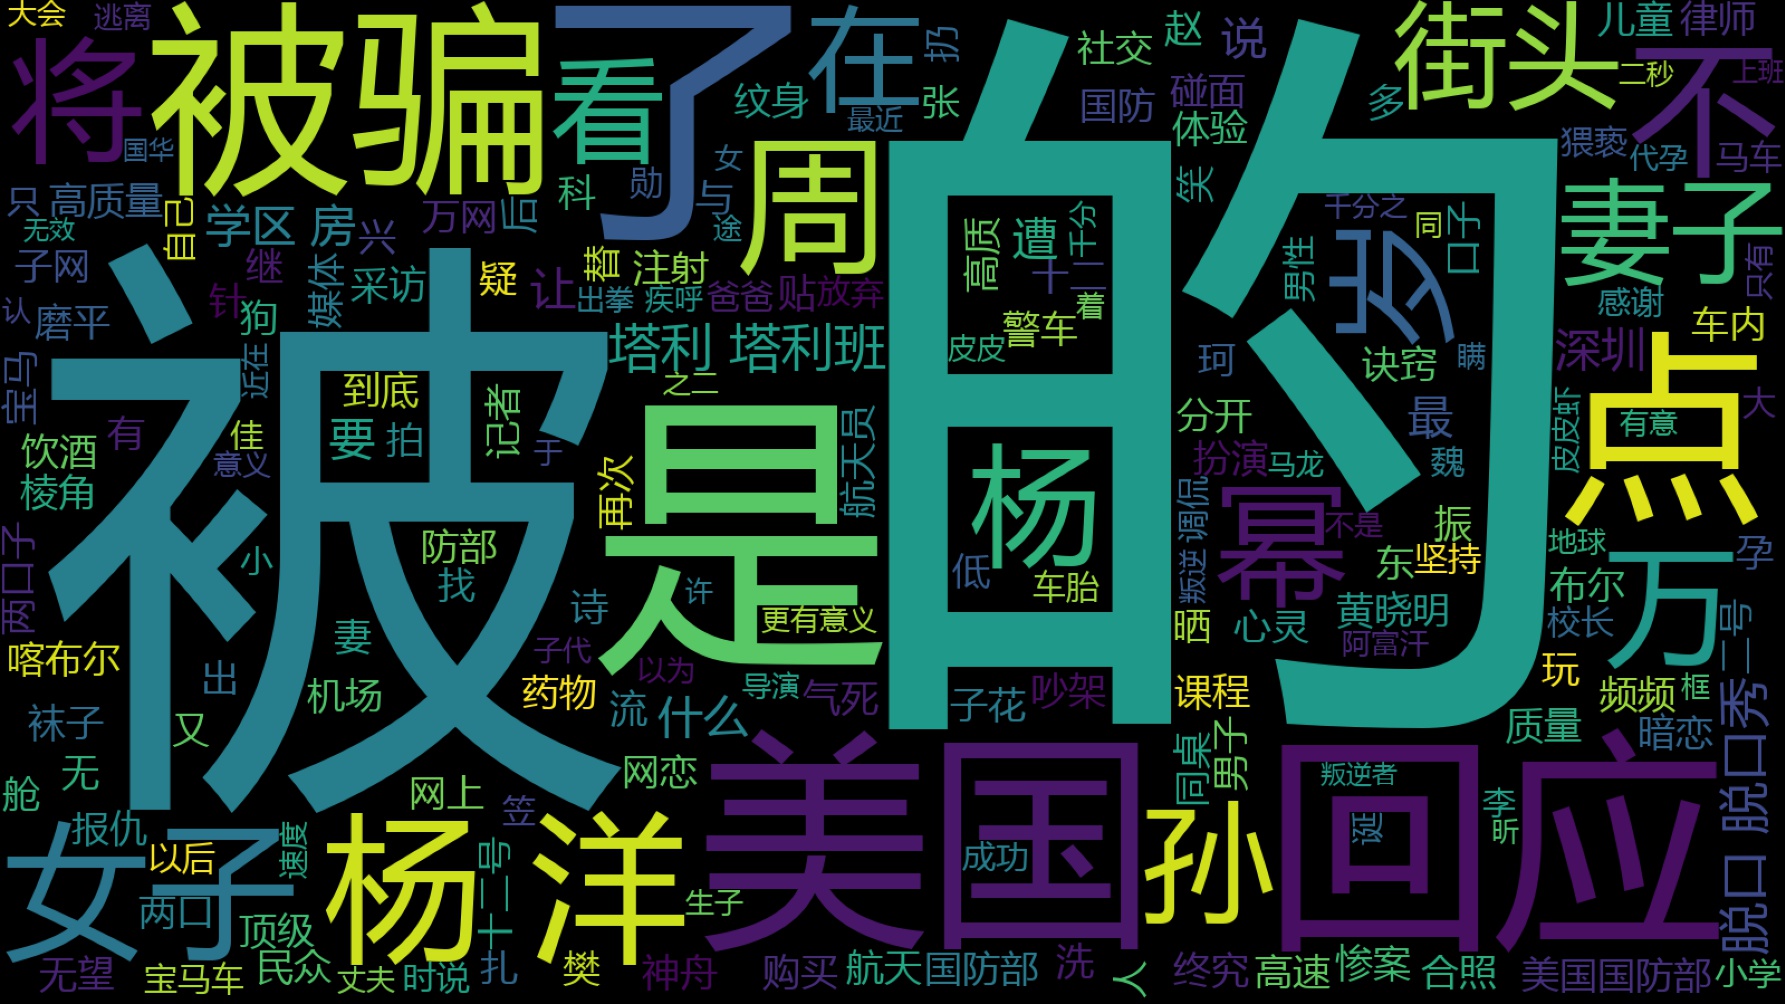 大会
逃离
将
被骗
了
在
扔
社交
赵
说
街头
儿童
律师
不
二秒
上班
国华
看
纹身
最近
张
国防
碰面
体验
多
猥亵
代孕
马车
的
只
高质量
自己
学区
房
兴
万网
后
科
勋
女
与
途
周
笑
妻子
无效
子网
继
针
狗
媒体
采访
疑
让
替
注射
出拳
疾呼
爸爸
贴
放弃
高质
遭
千分
十二
着
警车
皮皮
千分之
同
口子
男性
岁
感谢
只有
车内
认
磨平
宝马
近在
被
塔利
塔利班
之二
珂
诀窍
瞒
深圳
点
大
有意
皮皮虾
有
佳
意义
饮酒
棱角
到底
要
拍
记者
于
再次
是
航天员
杨
分开
扮演
马龙
最
魏
调侃
叛逆
幂
不是
振
东
坚持
地球
万
孕
两口子
小
防部
找
诗
许
更有意义
低
车胎
晒
心灵
黄晓明
阿富汗
布尔
校长
二号
喀布尔
出
妻
机场
子代
药物
以为
流
什么
导演
气死
子花
吵架
课程
玩
频频
框
质量
暗恋
脱口秀
袜子
又
舱
无
网上
网恋
笠
美国
同桌
男子
回应
叛逆者
延
李
昕
脱口
女子
报仇
以后
速度
两口
顶级
杨洋
十二号
生子
成功
孙
无望
宝马车
民众
丈夫
时说
扎
樊
神舟
购买
航天
国防部
洗
人
终究
高速
惨案
合照
美国国防部
小学